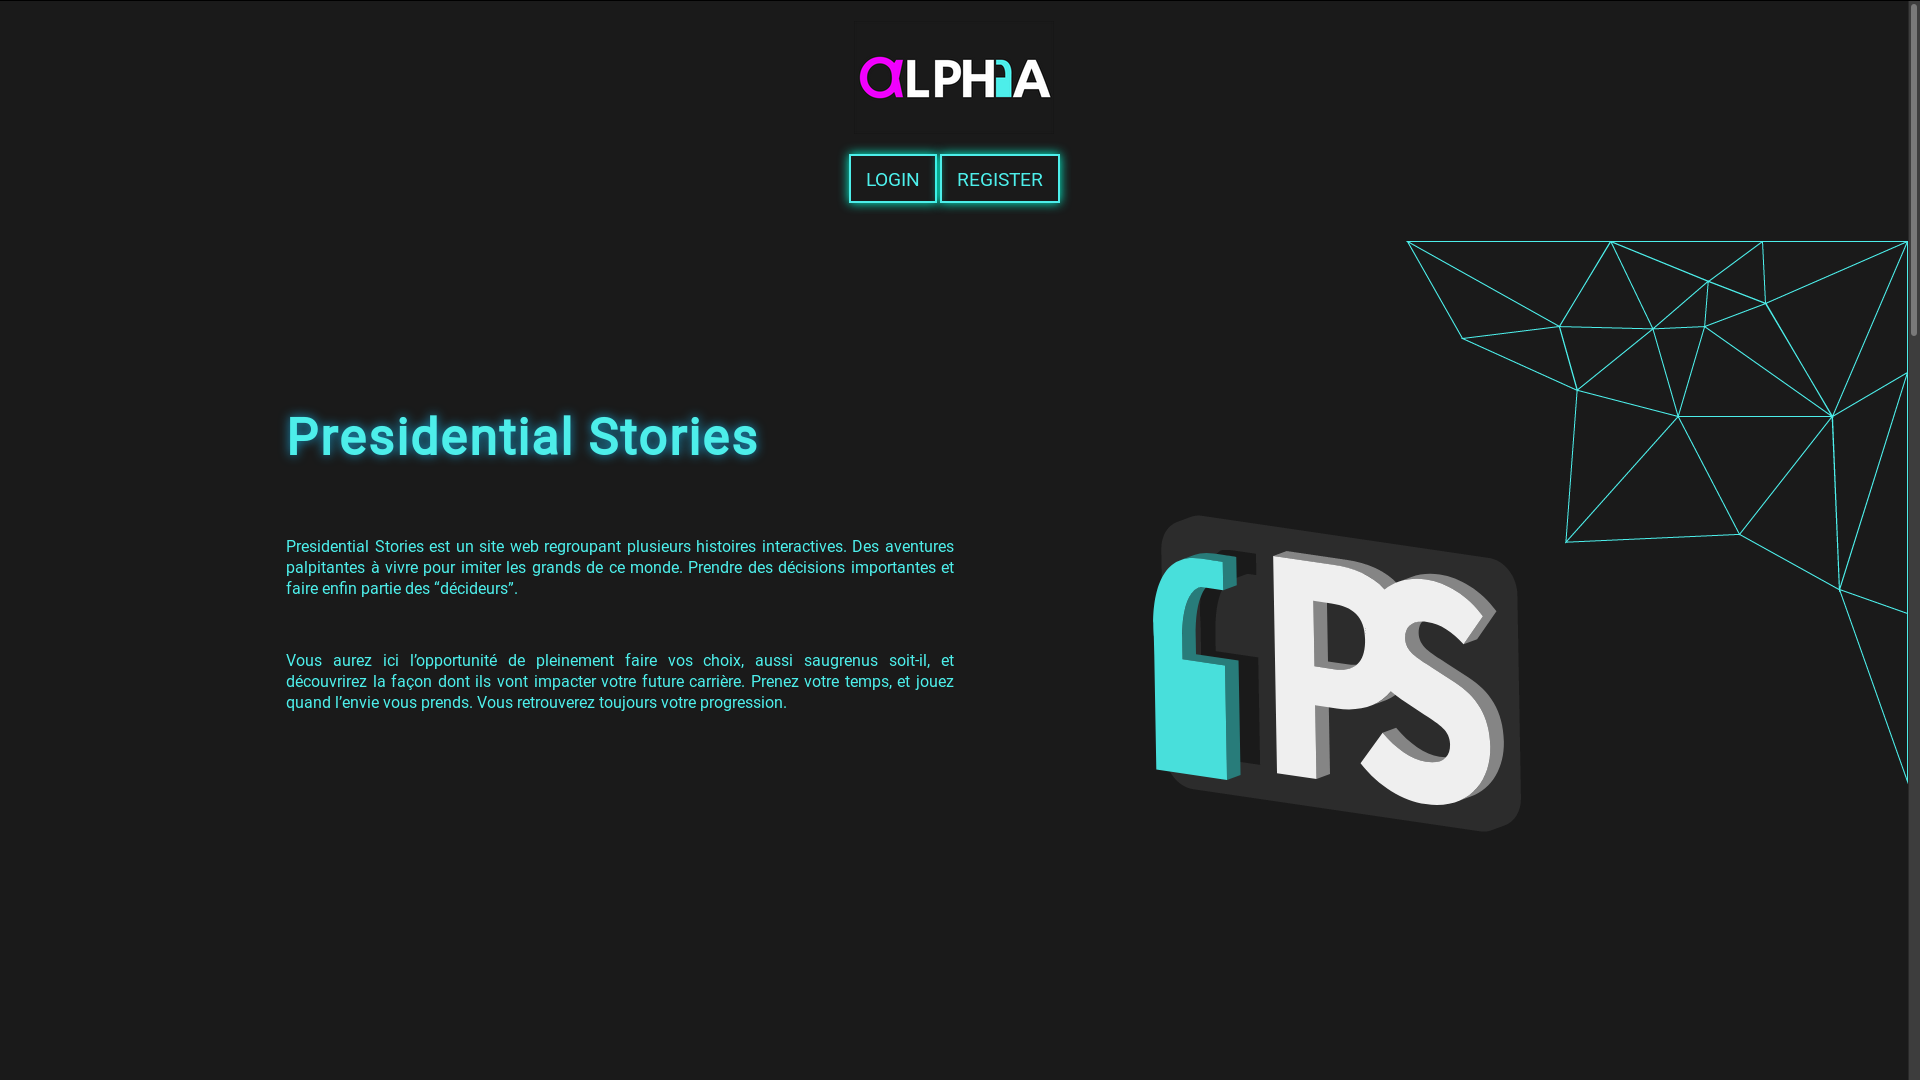 αLPHA
LOGIN REGISTER
Presidential Stories
Presidential Stories est un site web regroupant plusieurs histoires interactives. Des aventures
palpitantes à vivre pour imiter les grands de ce monde. Prendre des décisions importantes et
faire enfin partie des “décideurs”.
Vous aurez ici l’opportunité de pleinement faire vos choix, aussi saugrenus soit-il, et
découvrirez la façon dont ils vont impacter votre future carrière. Prenez votre temps, et jouez
quand l’envie vous prends. Vous retrouverez toujours votre progression.
PS